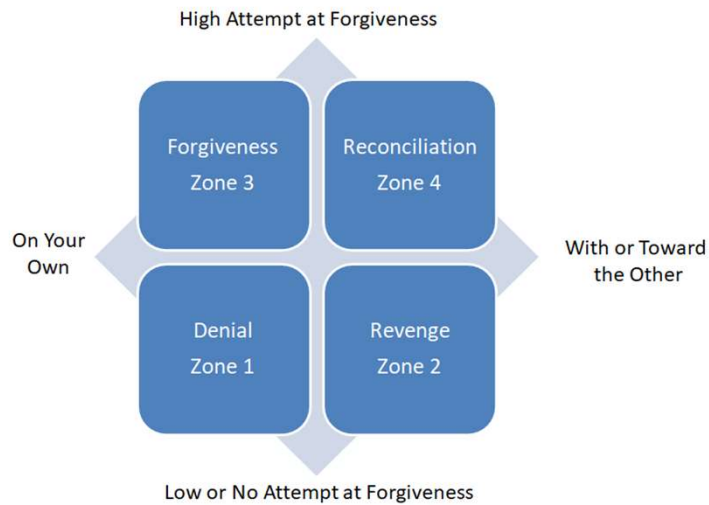 High Attempt at Forgiveness
Forgiveness
Zone 3
Reconciliation
Zone 4
On Your
Own
With or Toward
the Other
Denial
Zone 1
Revenge
Zone 2
Low or No Attempt at Forgiveness